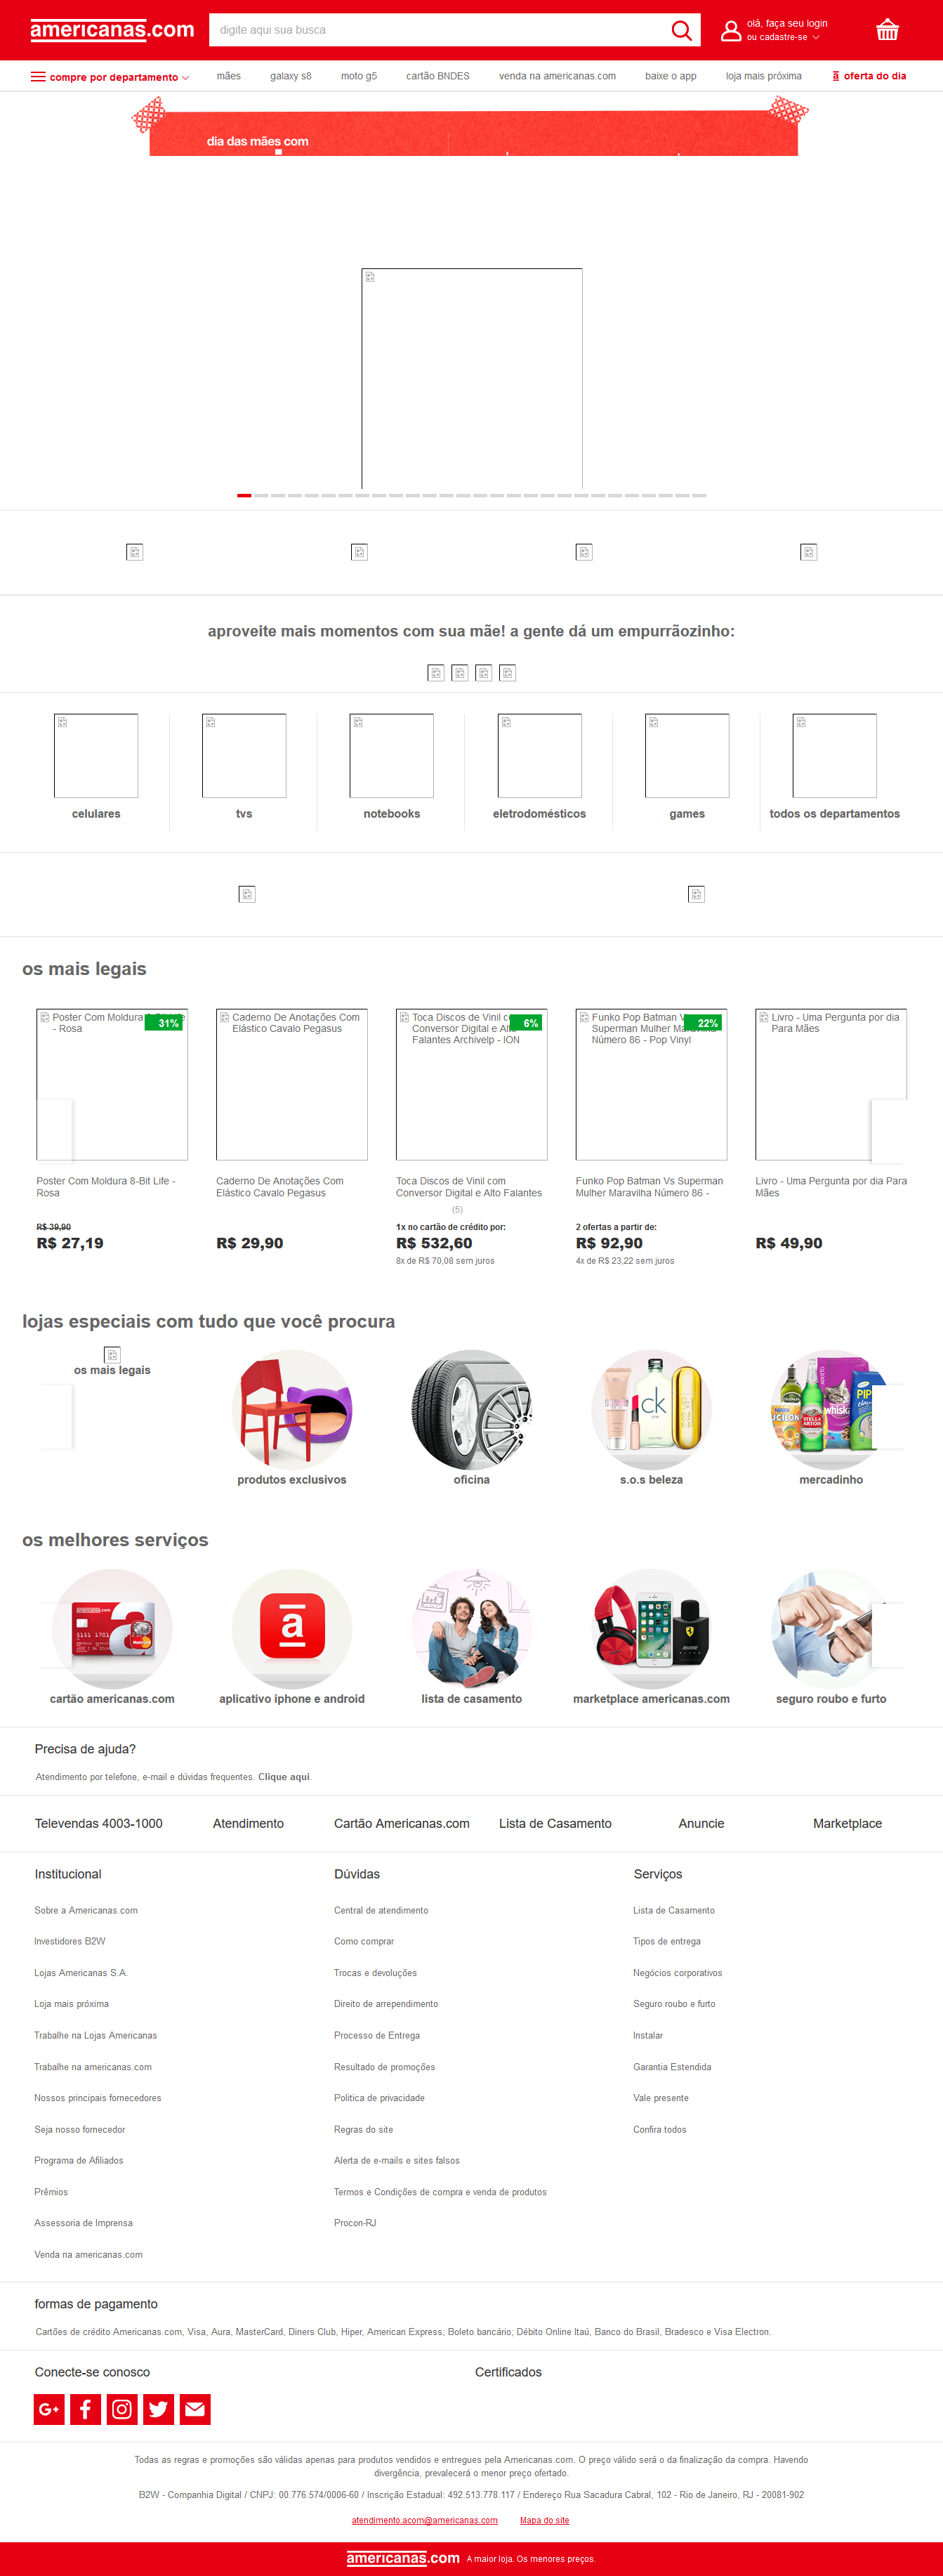 americanas.com
digite aqui sua busca
olá, faça seu login
ou cadastre-se
compre por departamento
mães
galaxy s8
moto g5
cartão BNDES
venda na americanas.com
baixe o app
loja mais próxima
a oferta do dia
dia das mães com
aproveite mais momentos com sua mãe! a gente dá um empurrãozinho:
celulares
tvs
notebooks
eletrodomésticos
games
todos os departamentos
os mais legais
Poster Com Moldura
- Rosa
31%
Caderno De Anotações Com
Elástico Cavalo Pegasus
Toca Discos de Vinil
Conversor Digital e
Falantes Archivelp - ION
6%
Funko Pop Batman
Superman Mulher
Número 86 - Pop Vinyl
22%
Livro - Uma Pergunta por dia
Para Mães
Poster Com Moldura 8-Bit Life -
Rosa
R$ 39,90
R$ 27,19
Caderno De Anotações Com
Elástico Cavalo Pegasus
R$ 29,90
Toca Discos de Vinil com
Conversor Digital e Alto Falantes
(5)
1x no cartão de crédito por:
R$ 532,60
8x de R$ 70,08 sem juros
Funko Pop Batman Vs Superman
Mulher Maravilha Número 86 -
2 ofertas a partir de:
R$ 92,90
4x de R$ 23,22 sem juros
Livro - Uma Pergunta por dia Para
Mães
R$ 49,90
lojas especiais com tudo que você procura
os mais legais
produtos exclusivos
oficina
ck
one
s.o.s beleza
STELLA
ARTOIS
mercadinho
os melhores serviços
americanas.com
5151 1701
cartão americanas.com
a
aplicativo iphone e android
lista de casamento
marketplace americanas.com
seguro roubo e furto
Precisa de ajuda?
Atendimento por telefone, e-mail e dúvidas frequentes. Clique aqui.
Televendas 4003-1000
Atendimento
Cartão Americanas.com
Lista de Casamento
Anuncie
Marketplace
Institucional
Sobre a Americanas.com
Investidores B2W
Lojas Americanas S.A.
Loja mais próxima
Trabalhe na Lojas Americanas
Trabalhe na americanas.com
Nossos principais fornecedores
Seja nosso fornecedor
Programa de Afiliados
Prêmios
Assessoria de Imprensa
Venda na americanas.com
Dúvidas
Central de atendimento
Como comprar
Trocas e devoluções
Direito de arrependimento
Processo de Entrega
Resultado de promoções
Politica de privacidade
Regras do site
Alerta de e-mails e sites falsos
Termos e Condições de compra e venda de produtos
Procon-RJ
Serviços
Lista de Casamento
Tipos de entrega
Negócios corporativos
Seguro roubo e furto
Instalar
Garantia Estendida
Vale presente
Confira todos
formas de pagamento
Cartões de crédito Americanas.com, Visa, Aura, MasterCard, Diners Club, Hiper, American Express; Boleto bancário; Débito Online Itaú, Banco do Brasil, Bradesco e Visa Electron.
Conecte-se conosco
Certificados
G+
Todas as regras e promoções são válidas apenas para produtos vendidos e entregues pela Americanas.com. O preço válido será o da finalização da compra. Havendo
divergência, prevalecerá o menor preço ofertado.
B2W - Companhia Digital / CNPJ: 00.776.574/0006-60 / Inscrição Estadual: 492.513.778.117 / Endereço Rua Sacadura Cabral, 102 - Rio de Janeiro, RJ - 20081-902
atendimento.acom@americanas.com
Mapa do site
americanas.com A maior loja. Os menores preços.